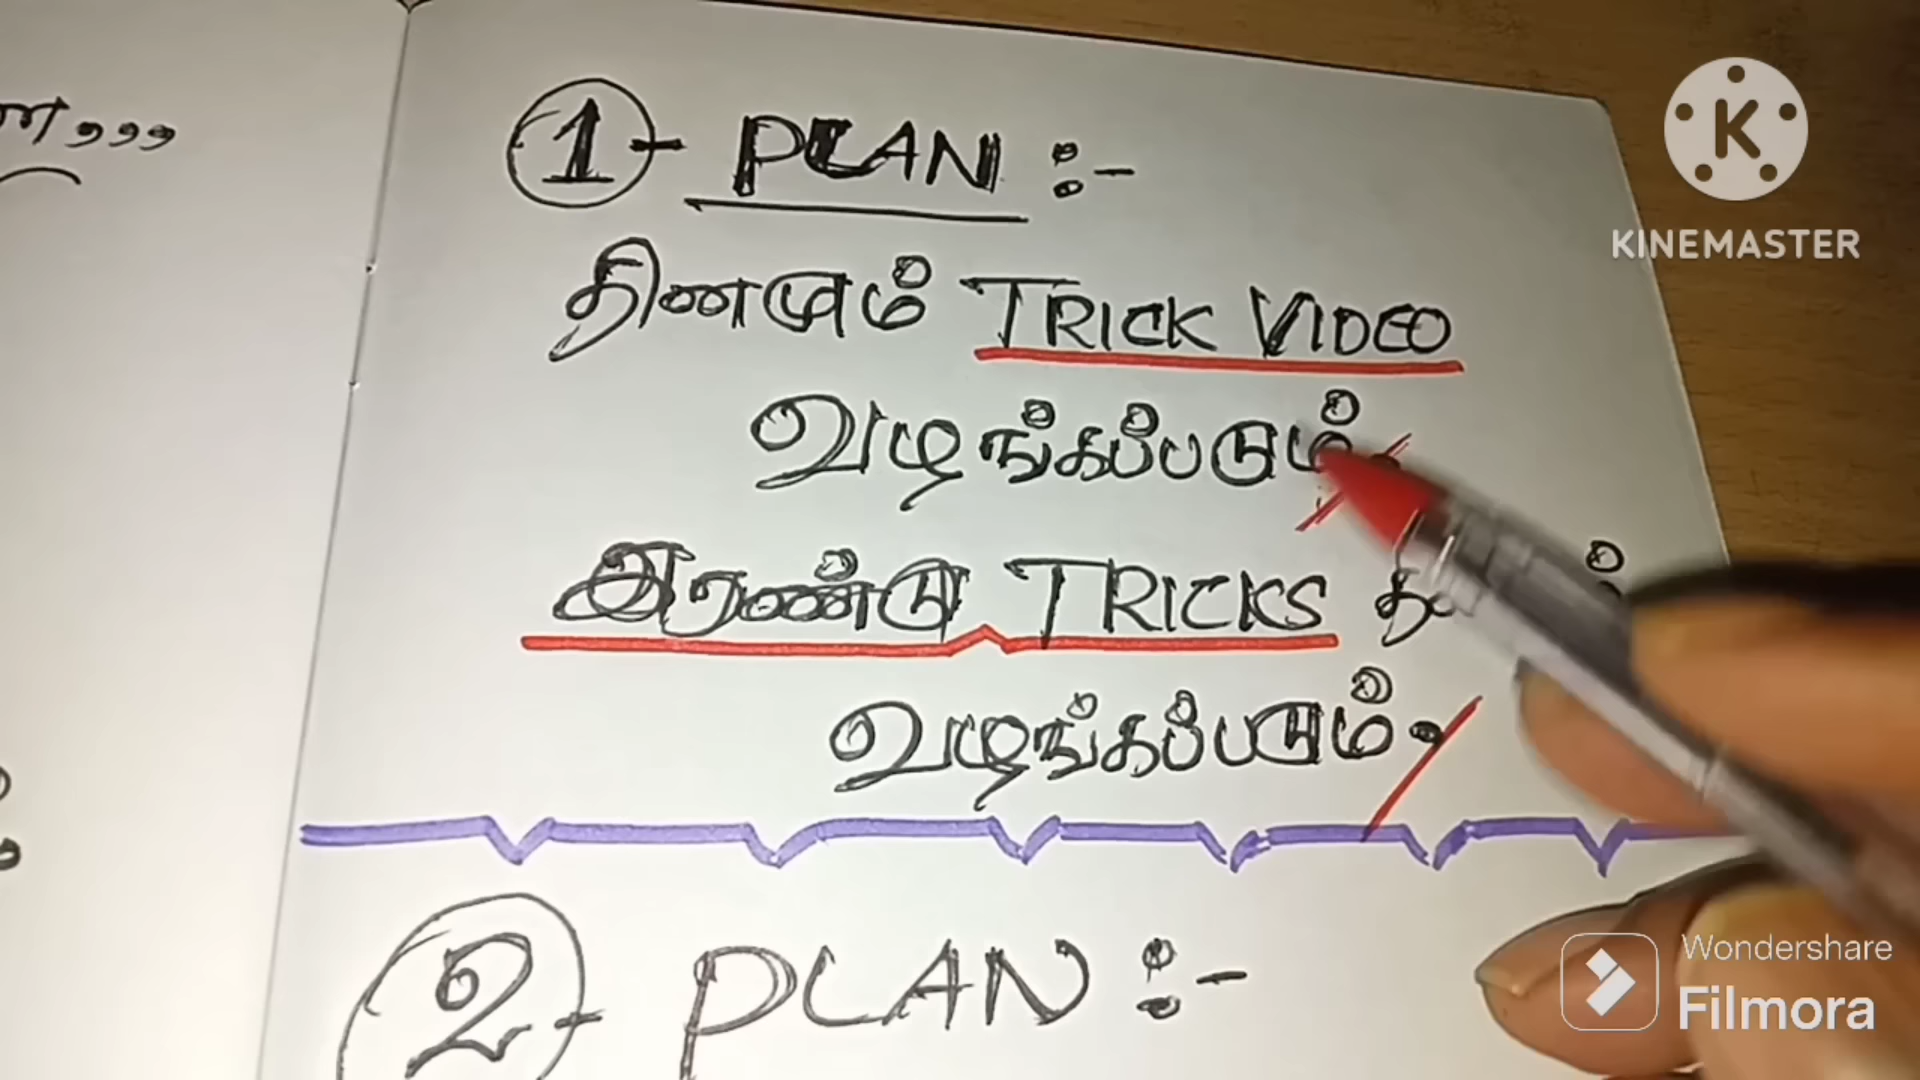 1 - PLAN :-
தினமும் TRICK VIDEO
வழங்கப்படும்.
இரண்டு TRICKS
வழங்கப்படும்.
2 - PLAN :-
KINEMASTER
Wondershare
Filmora